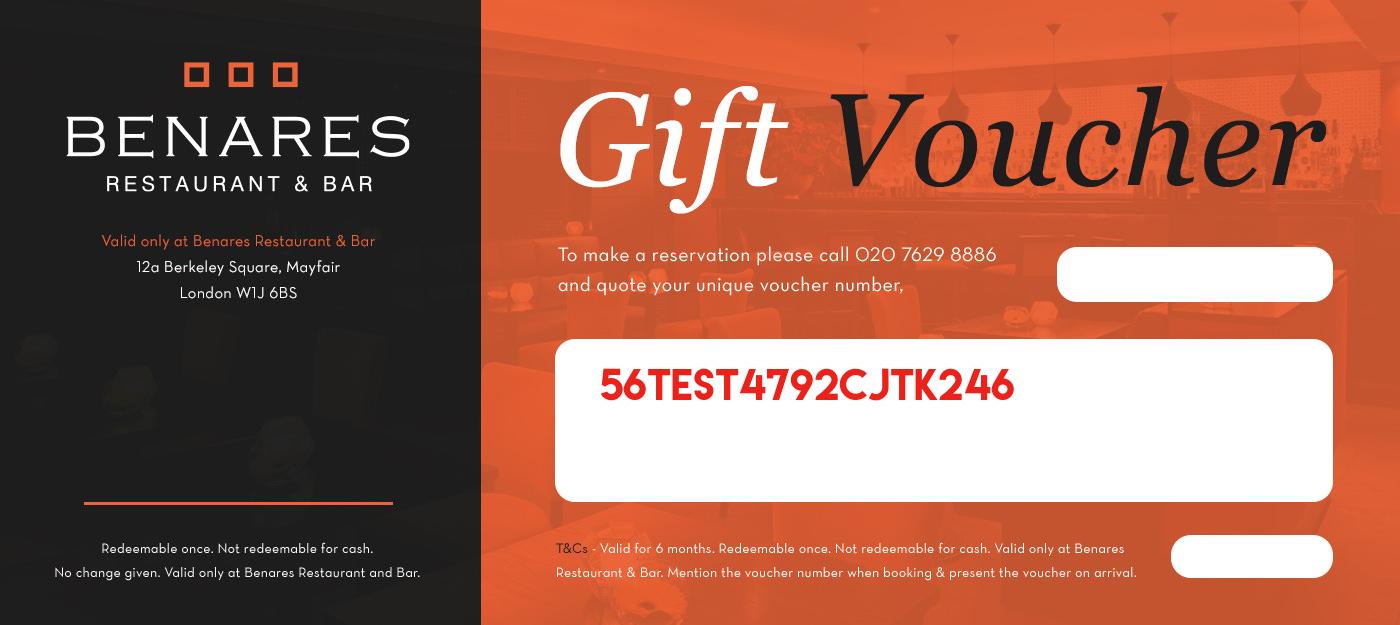 BENARES
RESTAURANT & BAR
Valid only at Benares Restaurant & Bar
12a Berkeley Square, Mayfair
London W1J 6BS
Redeemable once. Not redeemable for cash.
No change given. Valid only at Benares Restaurant and Bar.
Gift Voucher
To make a reservation please call 020 7629 8886
and quote your unique voucher number,
56TEST4792CJTK246
T&Cs - Valid for 6 months. Redeemable once. Not redeemable for cash. Valid only at Benares
Restaurant & Bar. Mention the voucher number when booking & present the voucher on arrival.